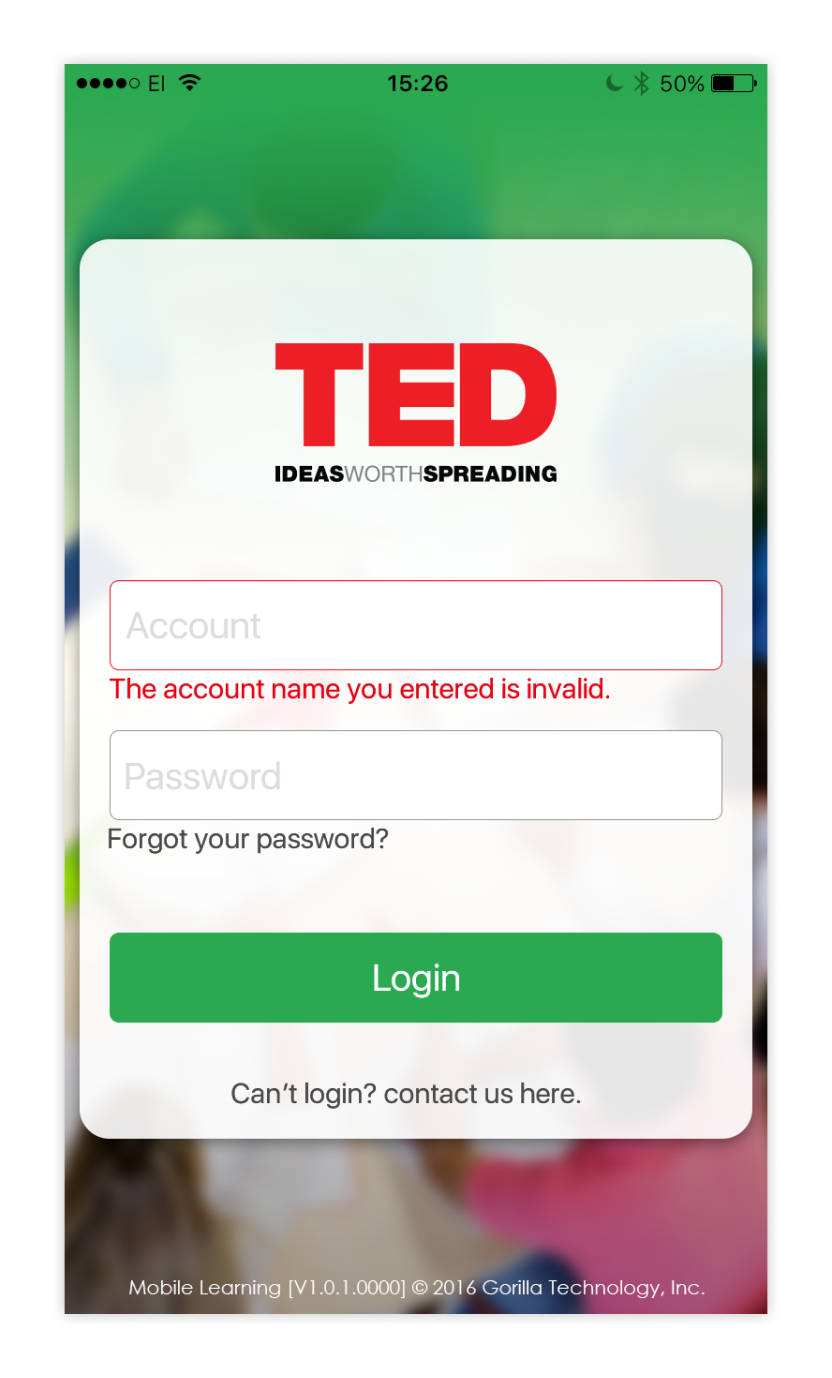 EI 15:26 50%
TED
IDEASWORTHSPREADING
Account
The account name you entered is invalid.
Password
Forgot your password?
Login
Can't login? contact us here.
Mobile Learning [V1.0.1.0000] © 2016 Gorilla Technology, Inc.